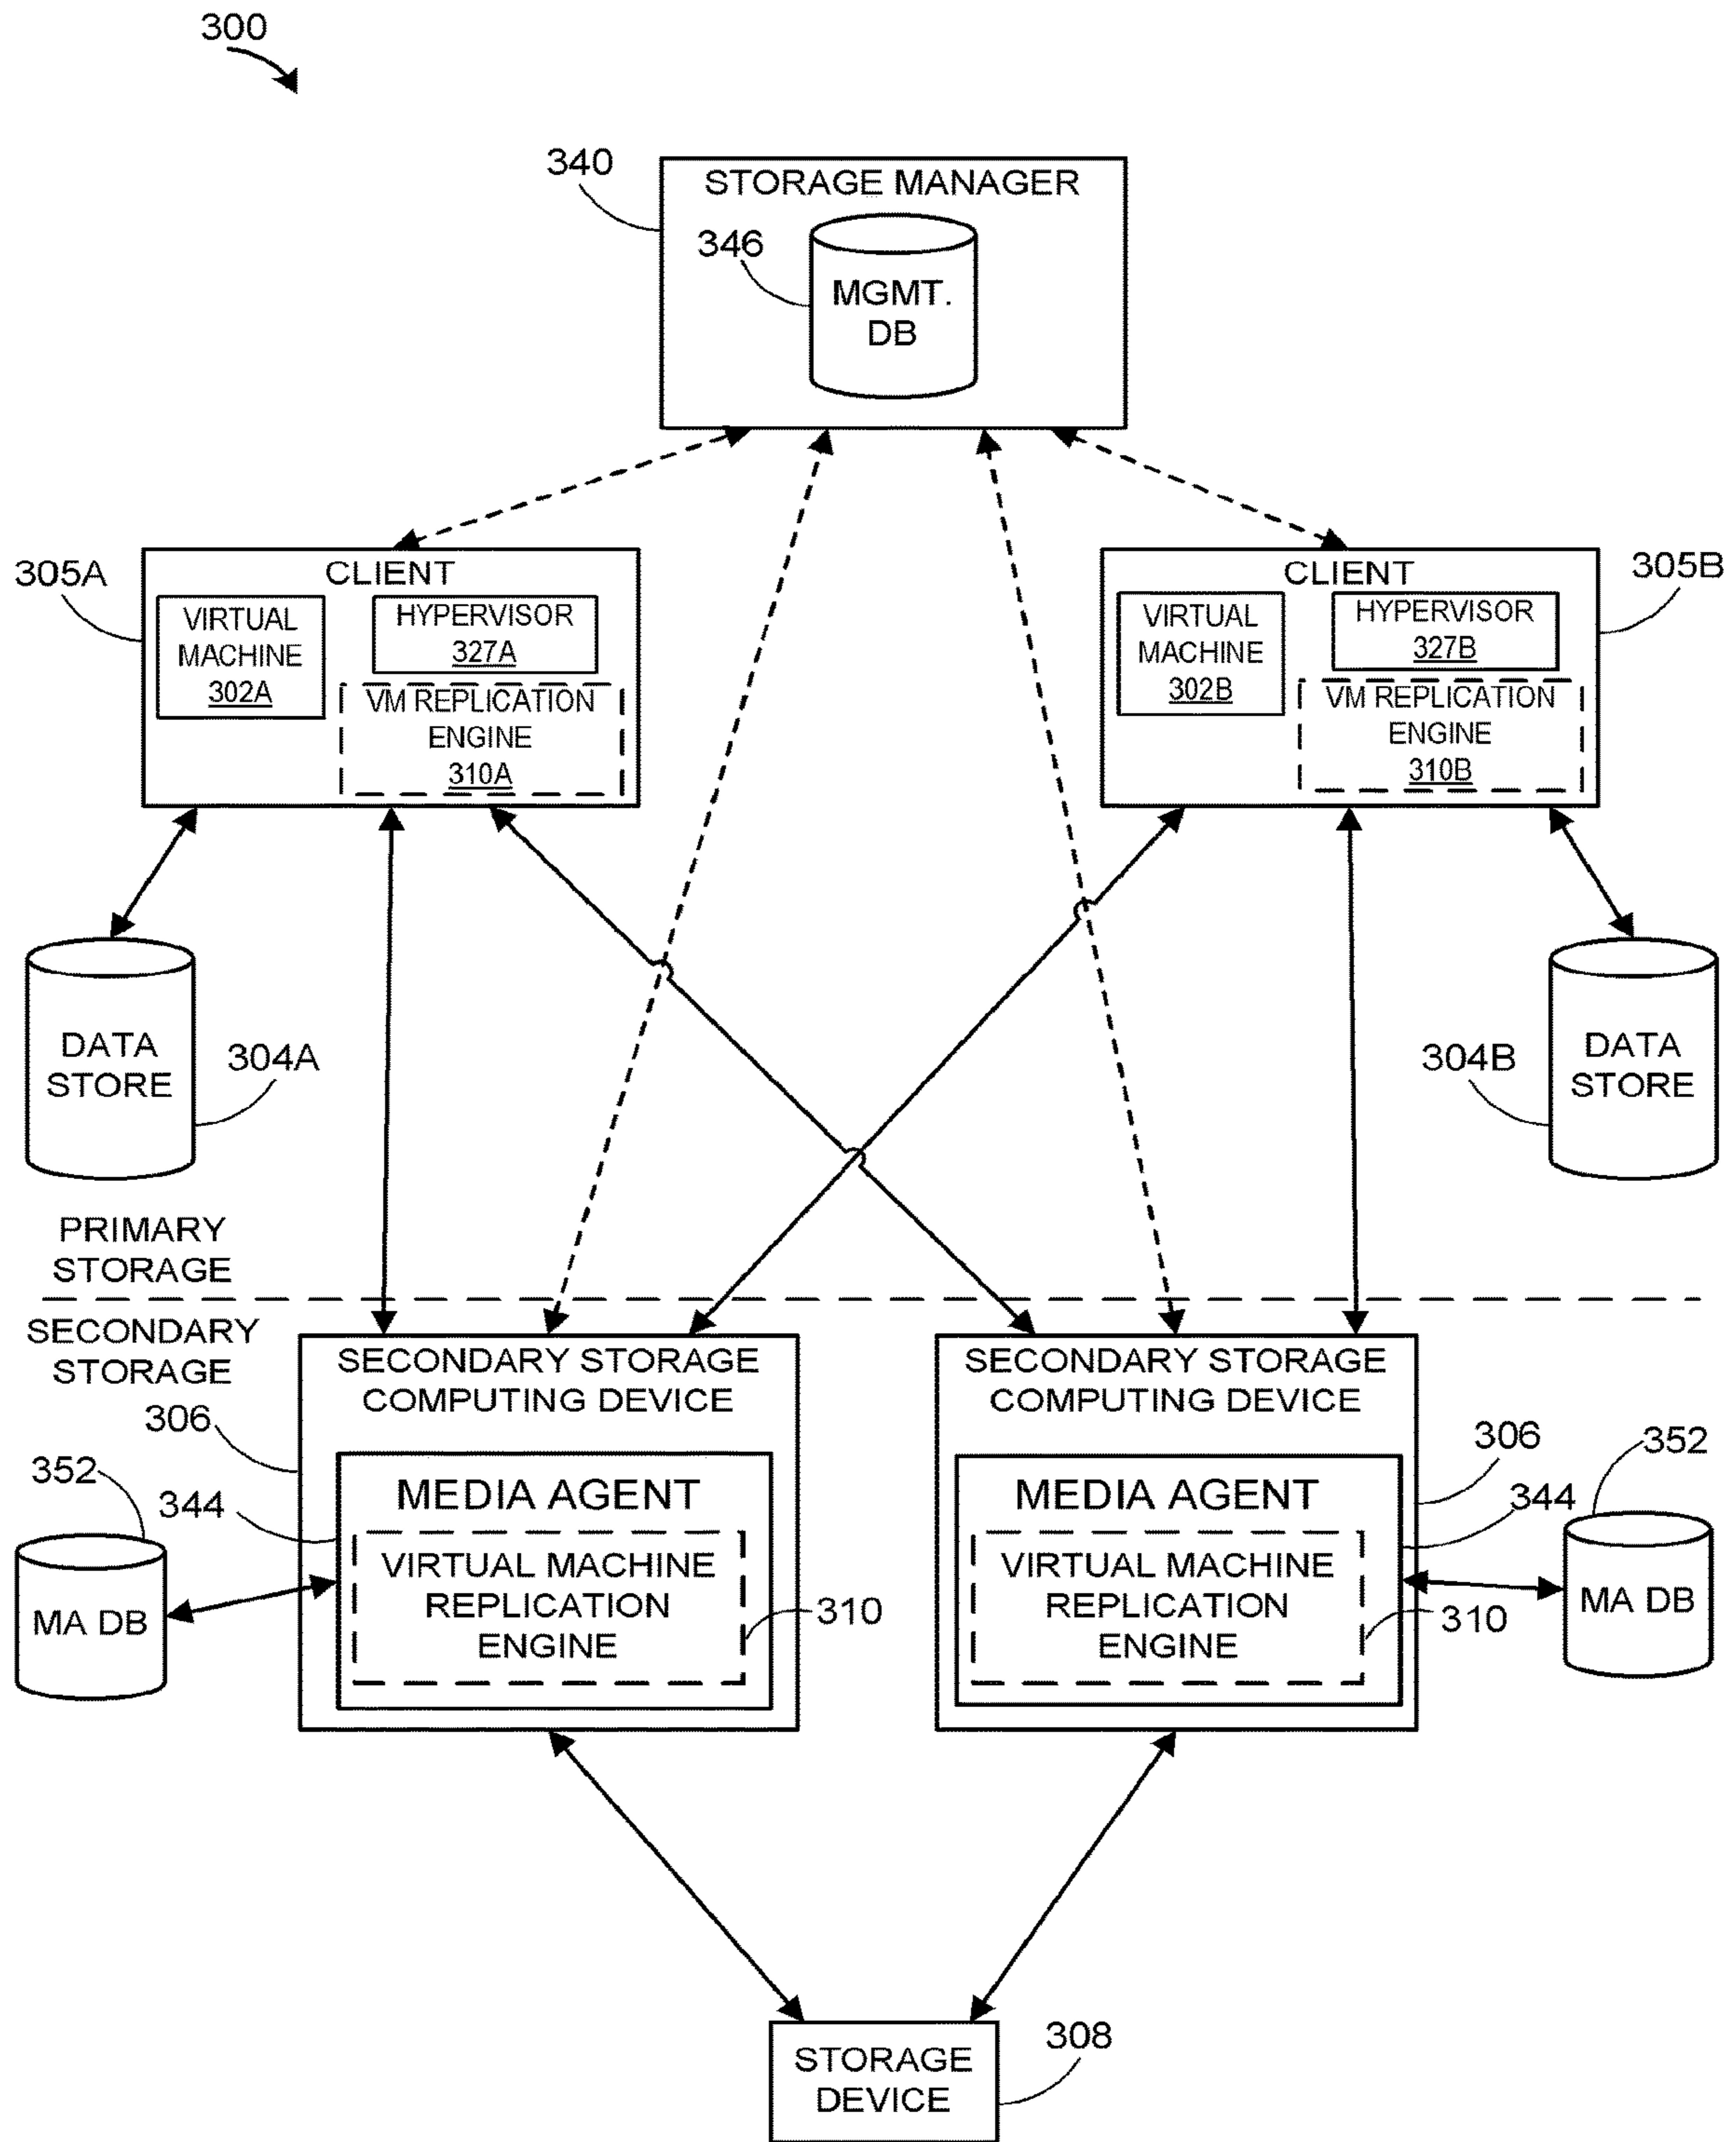 300
340
STORAGE MANAGER
346
MGMT.
DB
305A
CLIENT
VIRTUAL
MACHINE
302A
HYPERVISOR
327A
VM REPLICATION
ENGINE
310A
CLIENT
305B
VIRTUAL
MACHINE
302B
HYPERVISOR
327B
VM REPLICATION
ENGINE
310B
DATA
STORE
304A
304B
DATA
STORE
PRIMARY
STORAGE
SECONDARY
STORAGE
SECONDARY STORAGE
COMPUTING DEVICE
306
352
344
MEDIA AGENT
VIRTUAL MACHINE
REPLICATION
ENGINE
310
MA DB
SECONDARY STORAGE
COMPUTING DEVICE
306
352
344
MEDIA AGENT
VIRTUAL MACHINE
REPLICATION
ENGINE
310
MA DB
STORAGE
DEVICE
308